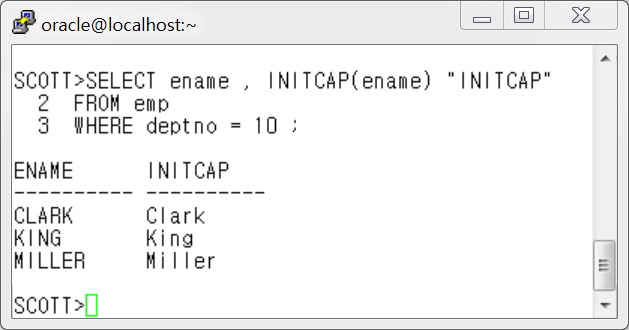 oracle@localhost:~
SCOTT>SELECT ename , INITCAP(ename) "INITCAP"
  2  FROM emp
  3  WHERE deptno = 10 ;
ENAME      INITCAP
---------- ----------
CLARK      Clark
KING       King
MILLER     Miller
SCOTT>